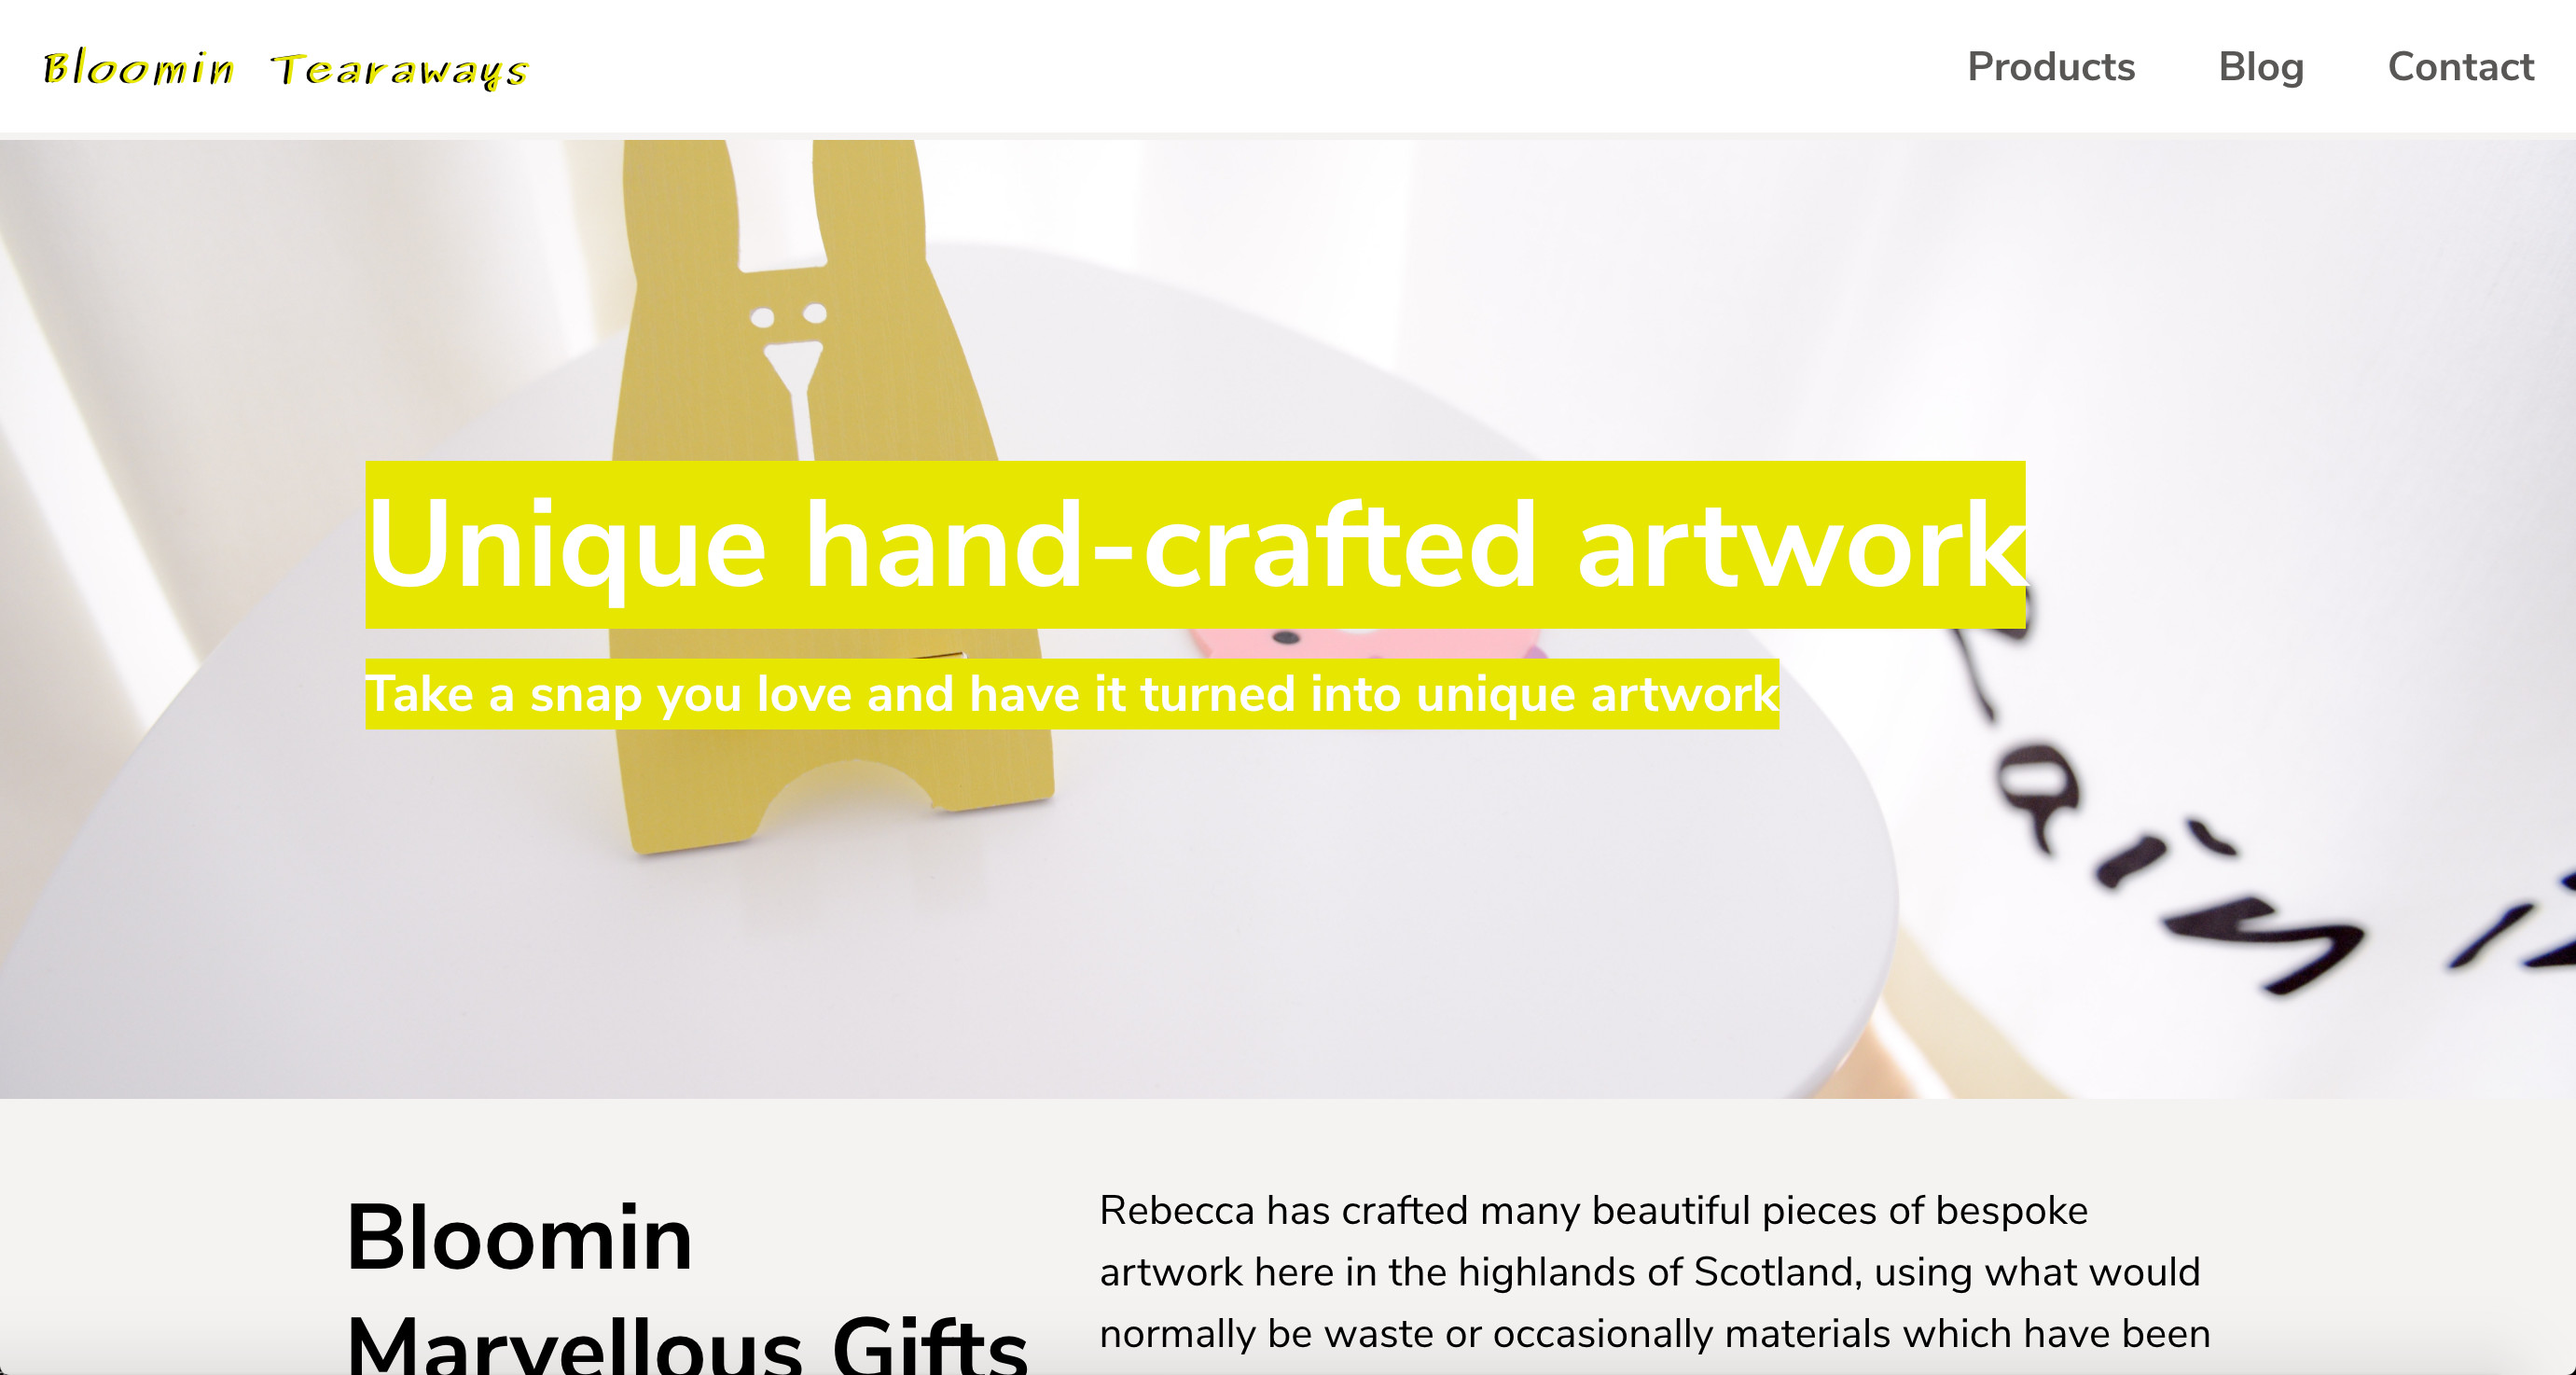 Bloomin Tearaways
Products Blog Contact
Unique hand-crafted artwork
Take a snap you love and have it turned into unique artwork
Bloomin
Marvellous Gifts
Rebecca has crafted many beautiful pieces of bespoke
artwork here in the highlands of Scotland, using what would
normally be waste or occasionally materials which have been